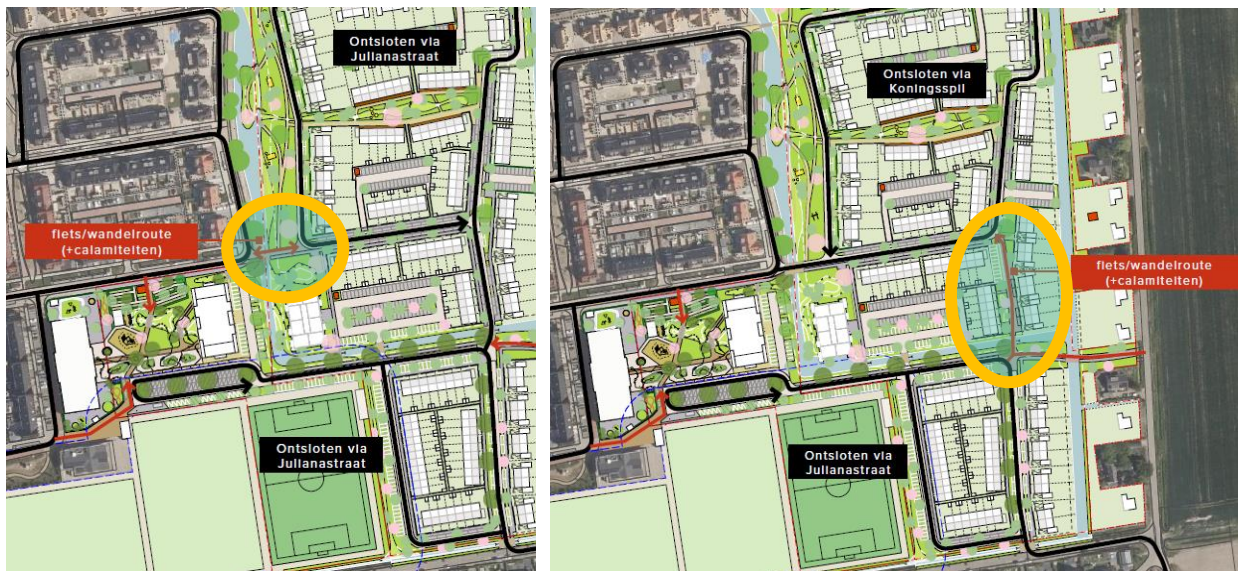 Ontsloten via
Julianastraat
fiets/wandelroute
(+calamiteiten)
Ontsloten via
Julianastraat
Ontsloten via
Koningsspil
fiets/wandelroute
(+calamiteiten)
Ontsloten via
Julianastraat